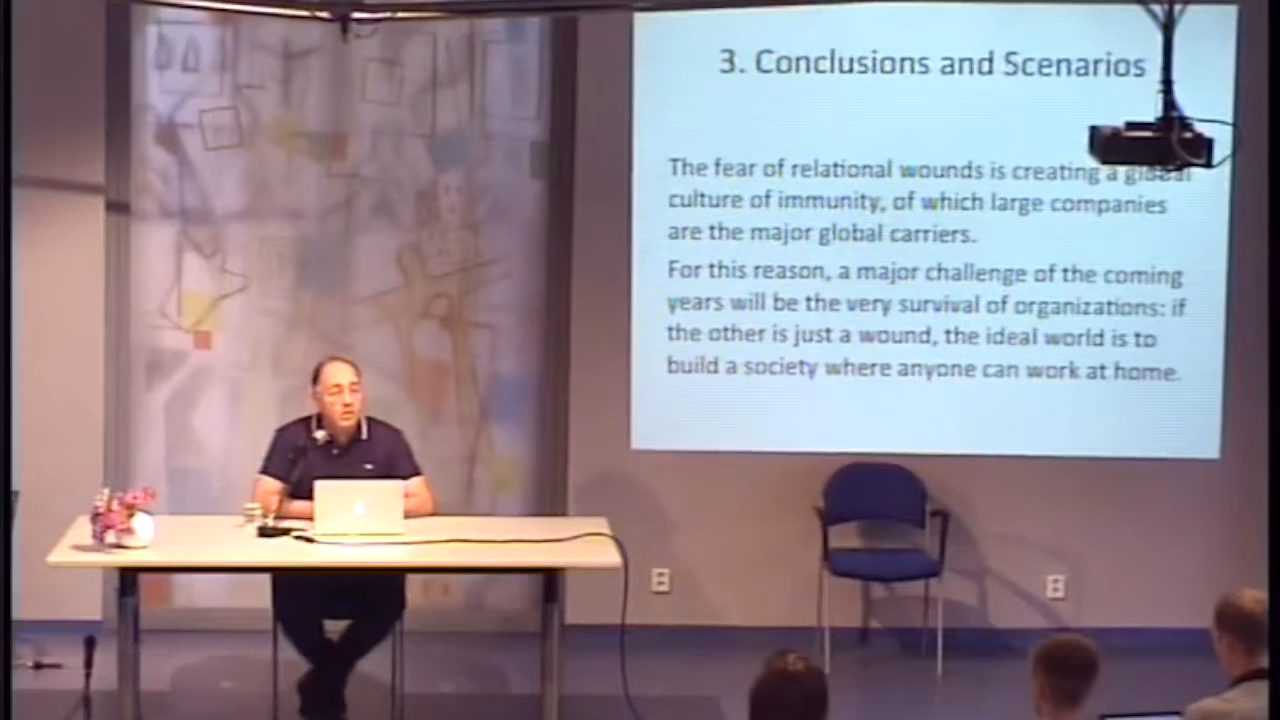 3. Conclusions and Scenarios
The fear of relational wounds is creating a global
culture of immunity, of which large companies
are the major global carriers.
For this reason, a major challenge of the coming
years will be the very survival of organizations: if
the other is just a wound, the ideal world is to
build a society where anyone can work at home.